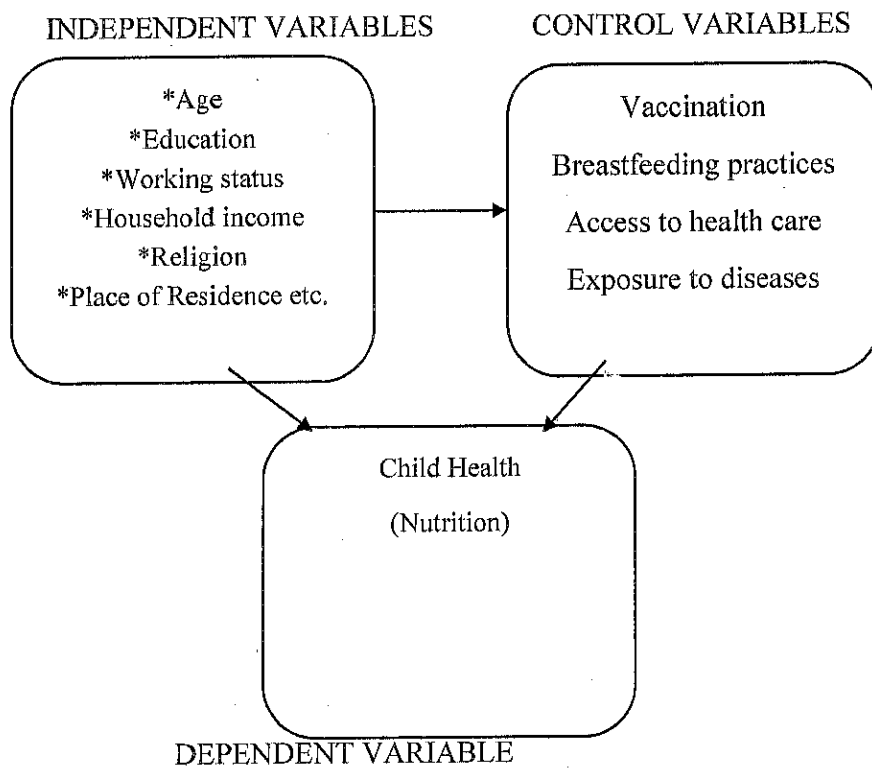 INDEPENDENT VARIABLES
*Age
*Education
*Working status
*Household income
*Religion
*Place of Residence etc.
CONTROL VARIABLES
Vaccination
Breastfeeding practices
Access to health care
Exposure to diseases
Child Health
(Nutrition)
DEPENDENT VARIABLE